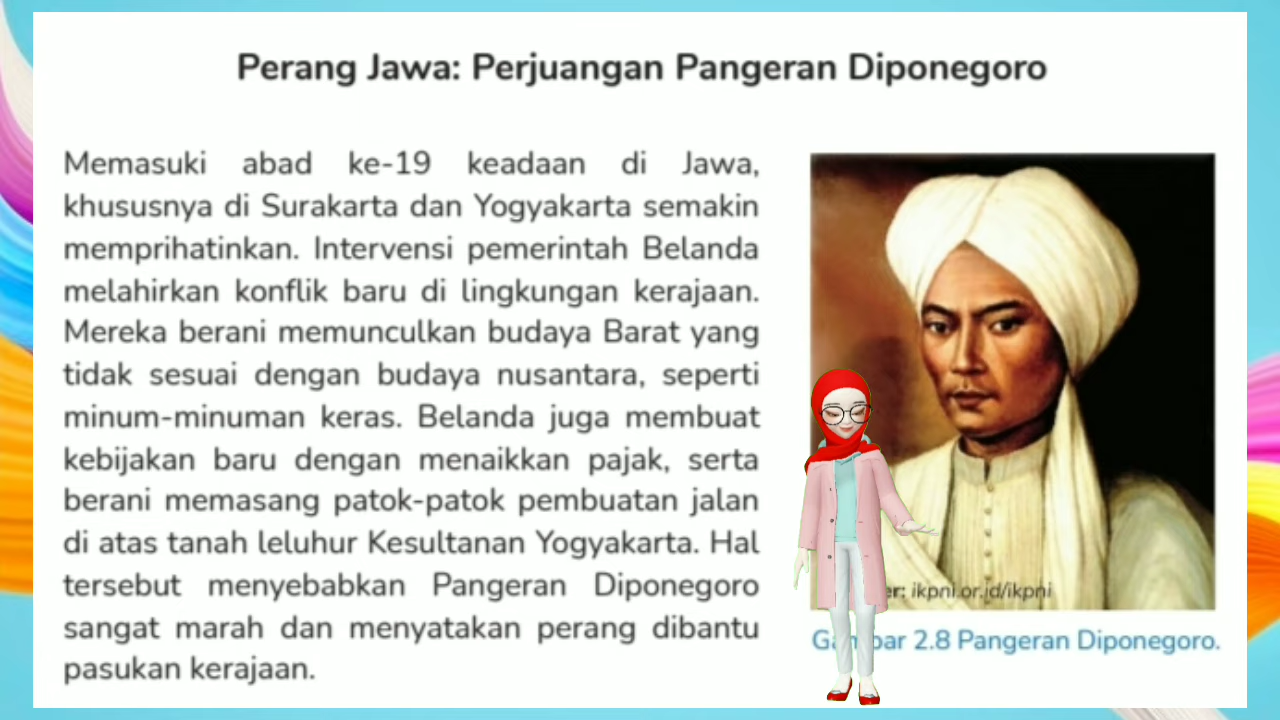 Perang Jawa: Perjuangan Pangeran Diponegoro
Memasuki abad ke-19 keadaan di Jawa,
khususnya di Surakarta dan Yogyakarta semakin
memprihatinkan. Intervensi pemerintah Belanda
melahirkan konflik baru di lingkungan kerajaan.
Mereka berani memunculkan budaya Barat yang
tidak sesuai dengan budaya nusantara, seperti
minum-minuman keras. Belanda juga membuat
kebijakan baru dengan menaikkan pajak, serta
berani memasang patok-patok pembuatan jalan
di atas tanah leluhur Kesultanan Yogyakarta. Hal
tersebut menyebabkan Pangeran Diponegoro
sangat marah dan menyatakan perang dibantu
pasukan kerajaan.
ikpni.or.id/ikpni
2.8 Pangeran Diponegoro.